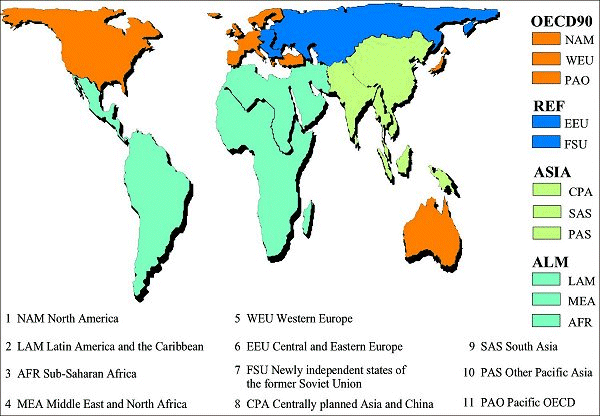 OECD90
NAM
WEU
PAO
REF
EEU
FSU
ASIA
CPA
SAS
PAS
ALM
LAM
MEA
AFR
1 NAM North America
2 LAM Latin America and the Caribbean
3 AFR Sub-Saharan Africa
4 MEA Middle East and North Africa
5 WEU Western Europe
6 EEU Central and Eastern Europe
7 FSU Newly independent states of
the former Soviet Union
8 CPA Centrally planned Asia and China
9 SAS South Asia
10 PAS Other Pacific Asia
11 PAO Pacific OECD